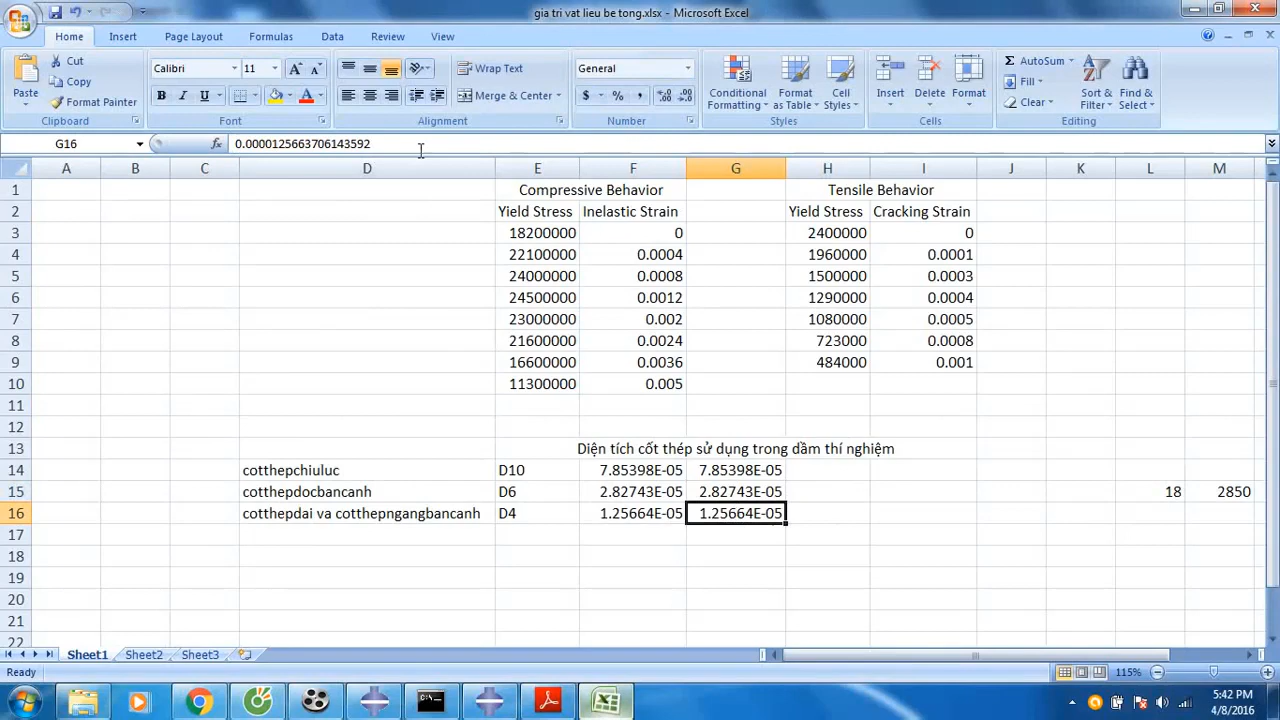 gia tri vat lieu be tong.xlsx - Microsoft Excel
Home Insert Page Layout Formulas Data Review View
Paste Cut Copy Format Painter
Clipboard
Calibri 11
B I U
Font
Wrap Text
Merge & Center
Alignment
General
$ % ,
Number
Conditional Formatting Format as Table Cell Styles
Styles
Insert Delete Format
Cells
Σ AutoSum Fill Clear Sort & Filter Find & Select
Editing
G16 fx 0.0000125663706143592
A B C D E F G H I J K L M
1 Compressive Behavior Tensile Behavior
2 Yield Stress Inelastic Strain Yield Stress Cracking Strain
3 18200000 0 2400000 0
4 22100000 0.0004 1960000 0.0001
5 24000000 0.0008 1500000 0.0003
6 24500000 0.0012 1290000 0.0004
7 23000000 0.002 1080000 0.0005
8 21600000 0.0024 723000 0.0008
9 16600000 0.0036 484000 0.001
10 11300000 0.005
11
12
13 Diện tích cốt thép sử dụng trong dầm thí nghiệm
14 cotthepchiuluc D10 7.85398E-05 7.85398E-05
15 cotthepdocbancanh D6 2.82743E-05 2.82743E-05 18 2850
16 cotthepdai va cotthepngangbancanh D4 1.25664E-05 1.25664E-05
17
18
19
20
21
22
Sheet1 Sheet2 Sheet3
Ready 115%
5:42 PM
4/8/2016